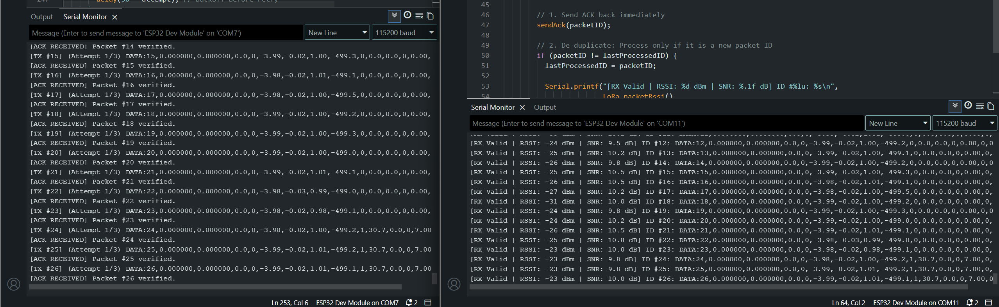 247 delay(50 * attempt); // Backoff before retry
Output Serial Monitor
Message (Enter to send message to 'ESP32 Dev Module' on 'COM7')
New Line
115200 baud
[ACK RECEIVED] Packet #14 verified.
[TX #15] (Attempt 1/3) DATA:15,0.000000,0.000000,0.0,0,-3.99,-0.02,1.00,-499.3,0,0.0,0.0,0,0.00,
[ACK RECEIVED] Packet #15 verified.
[TX #16] (Attempt 1/3) DATA:16,0.000000,0.000000,0.0,0,-3.98,-0.02,1.01,-499.1,0,0.0,0.0,0,0.00,
[ACK RECEIVED] Packet #16 verified.
[TX #17] (Attempt 1/3) DATA:17,0.000000,0.000000,0.0,0,-3.98,-0.02,1.00,-499.5,0,0.0,0.0,0,0.00,
[ACK RECEIVED] Packet #17 verified.
[TX #18] (Attempt 1/3) DATA:18,0.000000,0.000000,0.0,0,-3.99,-0.02,1.00,-499.2,0,0.0,0.0,0,0.00,
[ACK RECEIVED] Packet #18 verified.
[TX #19] (Attempt 1/3) DATA:19,0.000000,0.000000,0.0,0,-3.99,-0.02,1.00,-499.3,0,0.0,0.0,0,0.00,
[ACK RECEIVED] Packet #19 verified.
[TX #20] (Attempt 1/3) DATA:20,0.000000,0.000000,0.0,0,-3.99,-0.02,1.00,-499.0,0,0.0,0.0,0,0.00,
[ACK RECEIVED] Packet #20 verified.
[TX #21] (Attempt 1/3) DATA:21,0.000000,0.000000,0.0,0,-3.99,-0.02,1.01,-499.1,0,0.0,0.0,0,0.00,
[ACK RECEIVED] Packet #21 verified.
[TX #22] (Attempt 1/3) DATA:22,0.000000,0.000000,0.0,0,-3.98,-0.03,0.99,-499.0,0,0.0,0.0,0,0.00,
[ACK RECEIVED] Packet #22 verified.
[TX #23] (Attempt 1/3) DATA:23,0.000000,0.000000,0.0,0,-3.98,-0.02,0.98,-499.1,0,0.0,0.0,0,0.00,
[ACK RECEIVED] Packet #23 verified.
[TX #24] (Attempt 1/3) DATA:24,0.000000,0.000000,0.0,0,-3.98,-0.02,1.00,-499.2,1,30.7,0.0,0,7.00
[ACK RECEIVED] Packet #24 verified.
[TX #25] (Attempt 1/3) DATA:25,0.000000,0.000000,0.0,0,-3.99,-0.02,1.01,-499.2,1,30.7,0.0,0,7.00
[ACK RECEIVED] Packet #25 verified.
[TX #26] (Attempt 1/3) DATA:26,0.000000,0.000000,0.0,0,-3.99,-0.02,1.01,-499.1,1,30.7,0.0,0,7.00
[ACK RECEIVED] Packet #26 verified.
Ln 253, Col 6 ESP32 Dev Module on COM7 2
45
46 // 1. Send ACK back immediately
47 sendAck(packetID);
48
49 // 2. De-duplicate: Process only if it is a new packet ID
50 if (packetID != lastProcessedID) {
51 lastProcessedID = packetID;
52
53 Serial.printf("[RX Valid | RSSI: %d dBm | SNR: %.1f dB] ID #%lu: %s\n",
54 LoRa.packetRssi()
Serial Monitor Output
Message (Enter to send message to 'ESP32 Dev Module' on 'COM11')
New Line
115200 baud
[RX Valid | RSSI: -24 dBm | SNR: 9.5 dB] ID #12: DATA:12,0.000000,0.000000,0.0,0,-3.99,-0.02,1.00,-499.2,0,0.0,0.0,0,0.00,0,0
[RX Valid | RSSI: -25 dBm | SNR: 10.2 dB] ID #13: DATA:13,0.000000,0.000000,0.0,0,-3.99,-0.02,1.00,-499.1,0,0.0,0.0,0,0.00,0,
[RX Valid | RSSI: -26 dBm | SNR: 9.8 dB] ID #14: DATA:14,0.000000,0.000000,0.0,0,-3.99,-0.02,1.00,-499.2,0,0.0,0.0,0,0.00,0,0
[RX Valid | RSSI: -25 dBm | SNR: 10.5 dB] ID #15: DATA:15,0.000000,0.000000,0.0,0,-3.99,-0.02,1.00,-499.3,0,0.0,0.0,0,0.00,0,
[RX Valid | RSSI: -26 dBm | SNR: 10.5 dB] ID #16: DATA:16,0.000000,0.000000,0.0,0,-3.98,-0.02,1.01,-499.1,0,0.0,0.0,0,0.00,0,
[RX Valid | RSSI: -27 dBm | SNR: 10.2 dB] ID #17: DATA:17,0.000000,0.000000,0.0,0,-3.98,-0.02,1.00,-499.5,0,0.0,0.0,0,0.00,0,
[RX Valid | RSSI: -31 dBm | SNR: 10.0 dB] ID #18: DATA:18,0.000000,0.000000,0.0,0,-3.99,-0.02,1.00,-499.2,0,0.0,0.0,0,0.00,0,
[RX Valid | RSSI: -24 dBm | SNR: 9.8 dB] ID #19: DATA:19,0.000000,0.000000,0.0,0,-3.99,-0.02,1.00,-499.3,0,0.0,0.0,0,0.00,0,0
[RX Valid | RSSI: -24 dBm | SNR: 10.2 dB] ID #20: DATA:20,0.000000,0.000000,0.0,0,-3.99,-0.02,1.00,-499.0,0,0.0,0.0,0,0.00,0,
[RX Valid | RSSI: -26 dBm | SNR: 10.5 dB] ID #21: DATA:21,0.000000,0.000000,0.0,0,-3.99,-0.02,1.01,-499.1,0,0.0,0.0,0,0.00,0,
[RX Valid | RSSI: -25 dBm | SNR: 10.8 dB] ID #22: DATA:22,0.000000,0.000000,0.0,0,-3.98,-0.03,0.99,-499.0,0,0.0,0.0,0,0.00,0,
[RX Valid | RSSI: -23 dBm | SNR: 10.0 dB] ID #23: DATA:23,0.000000,0.000000,0.0,0,-3.98,-0.02,0.98,-499.1,0,0.0,0.0,0,0.00,0,
[RX Valid | RSSI: -23 dBm | SNR: 9.8 dB] ID #24: DATA:24,0.000000,0.000000,0.0,0,-3.98,-0.02,1.00,-499.2,1,30.7,0.0,0,7.00,0,
[RX Valid | RSSI: -23 dBm | SNR: 9.8 dB] ID #25: DATA:25,0.000000,0.000000,0.0,0,-3.99,-0.02,1.01,-499.2,1,30.7,0.0,0,7.00,0,
[RX Valid | RSSI: -23 dBm | SNR: 10.0 dB] ID #26: DATA:26,0.000000,0.000000,0.0,0,-3.99,-0.02,1.01,-499.1,1,30.7,0.0,0,7.00,0
Ln 64, Col 2 ESP32 Dev Module on COM11 2